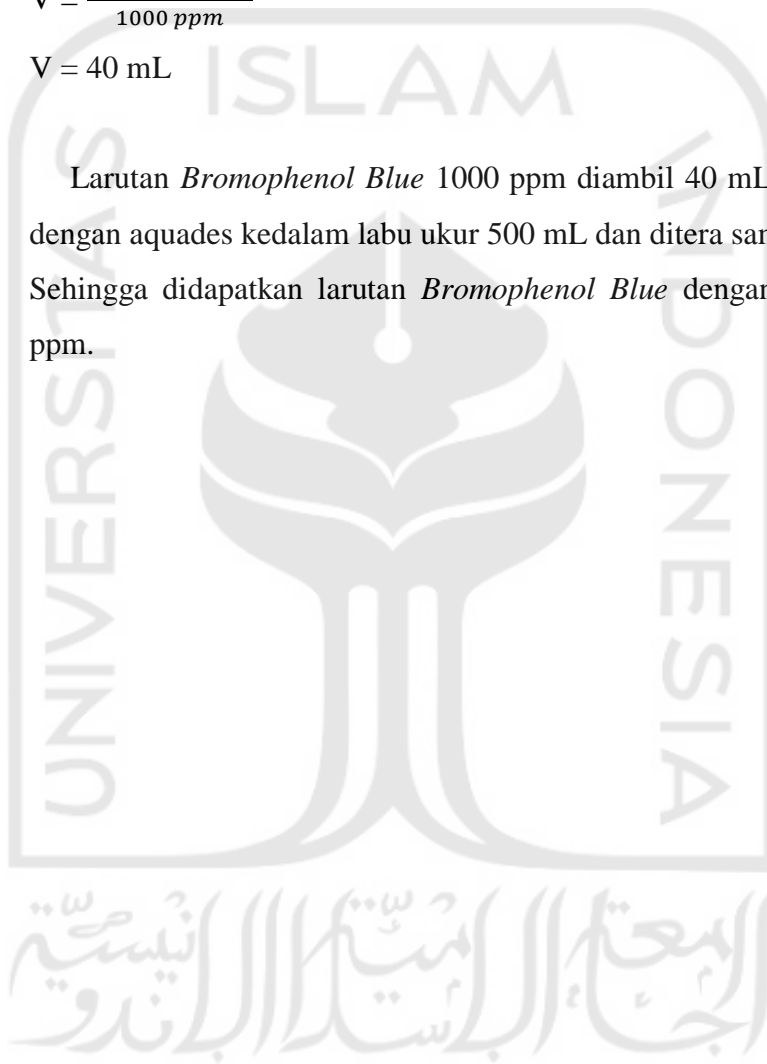 V =
1000 ppm
V = 40 mL
ISLAM
Larutan Bromophenol Blue 1000 ppm diambil 40 mL
dengan aquades kedalam labu ukur 500 mL dan ditera sam
Sehingga didapatkan larutan Bromophenol Blue dengan
ppm.
UNIVERSITAS
INDONESIA